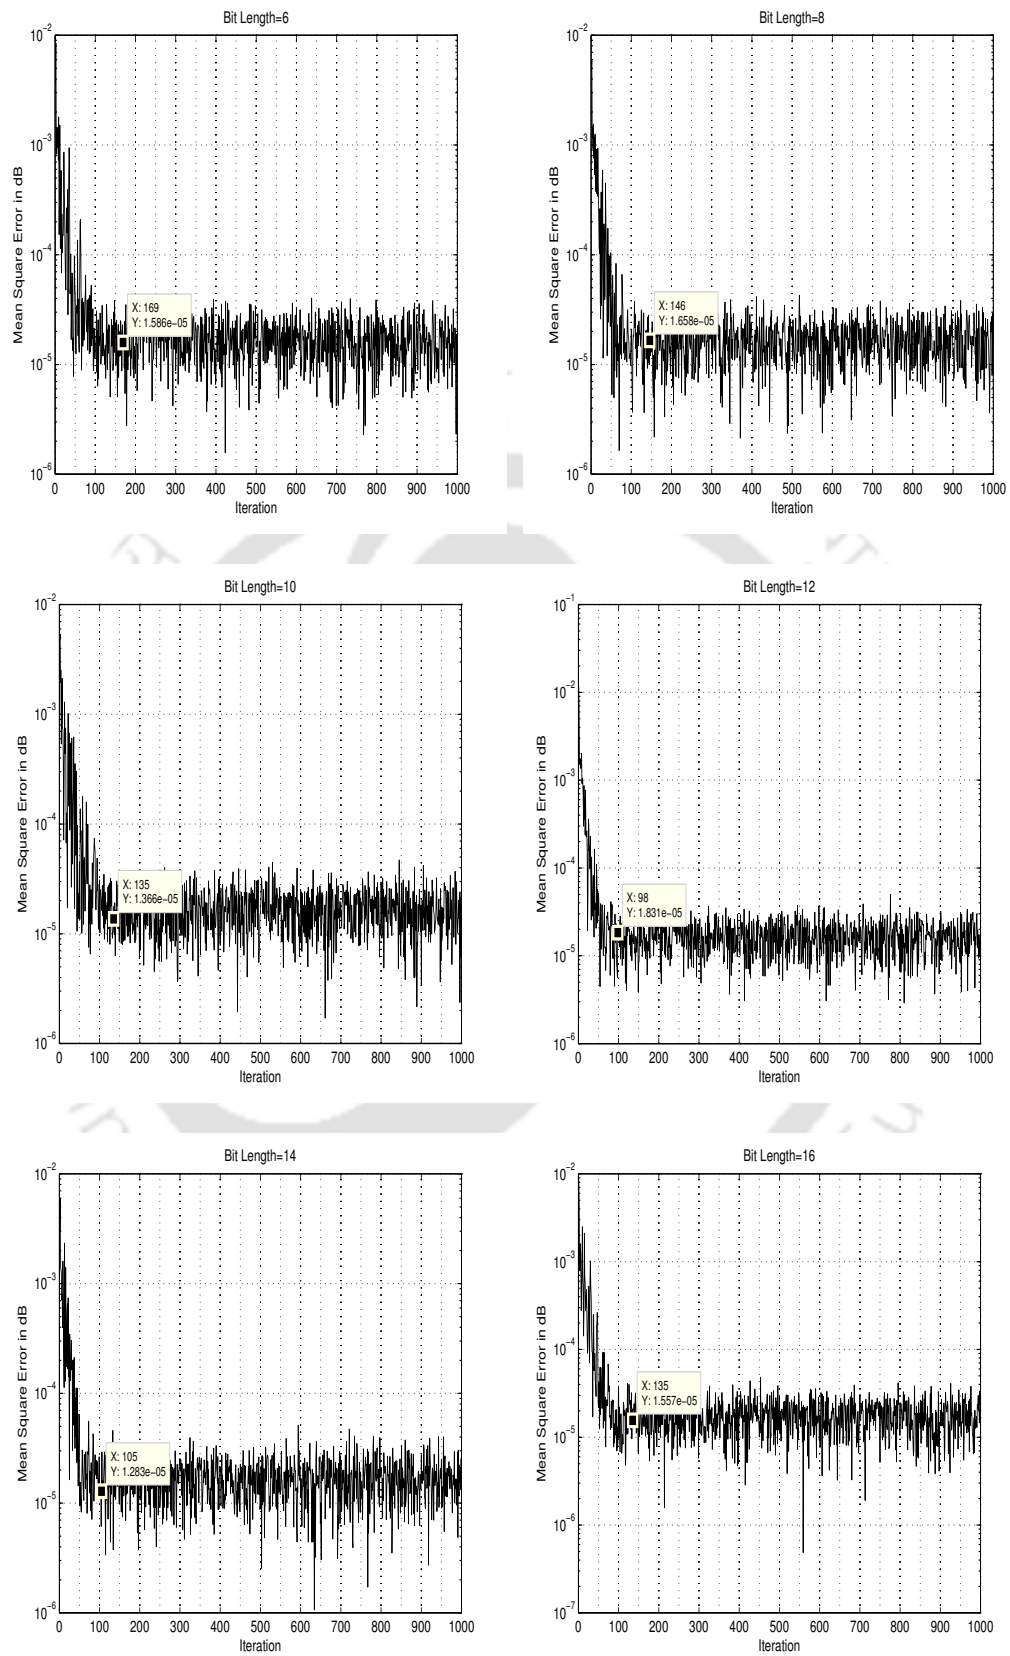 Bit Length=6
10^-2
10^-3
10^-4
10^-5
10^-6
Mean Square Error in dB
X: 169
Y: 1.586e-05
0 100 200 300 400 500 600 700 800 900 1000
Iteration
Bit Length=8
10^-2
10^-3
10^-4
10^-5
10^-6
Mean Square Error in dB
X: 146
Y: 1.658e-05
0 100 200 300 400 500 600 700 800 900 1000
Iteration
Bit Length=10
10^-2
10^-3
10^-4
10^-5
10^-6
Mean Square Error in dB
X: 135
Y: 1.366e-05
0 100 200 300 400 500 600 700 800 900 1000
Iteration
Bit Length=12
10^-1
10^-2
10^-3
10^-4
10^-5
10^-6
Mean Square Error in dB
X: 98
Y: 1.831e-05
0 100 200 300 400 500 600 700 800 900 1000
Iteration
Bit Length=14
10^-2
10^-3
10^-4
10^-5
10^-6
Mean Square Error in dB
X: 105
Y: 1.283e-05
0 100 200 300 400 500 600 700 800 900 1000
Iteration
Bit Length=16
10^-2
10^-3
10^-4
10^-5
10^-6
10^-7
Mean Square Error in dB
X: 135
Y: 1.557e-05
0 100 200 300 400 500 600 700 800 900 1000
Iteration